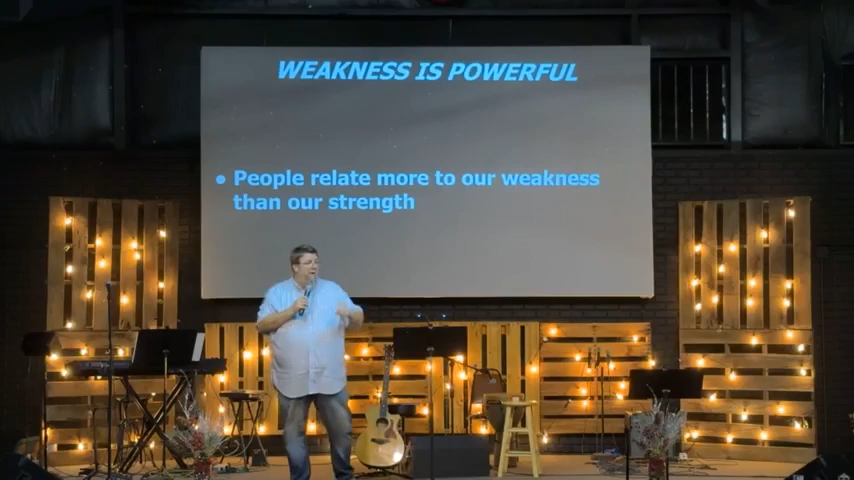 WEAKNESS IS POWERFUL
• People relate more to our weakness
than our strength